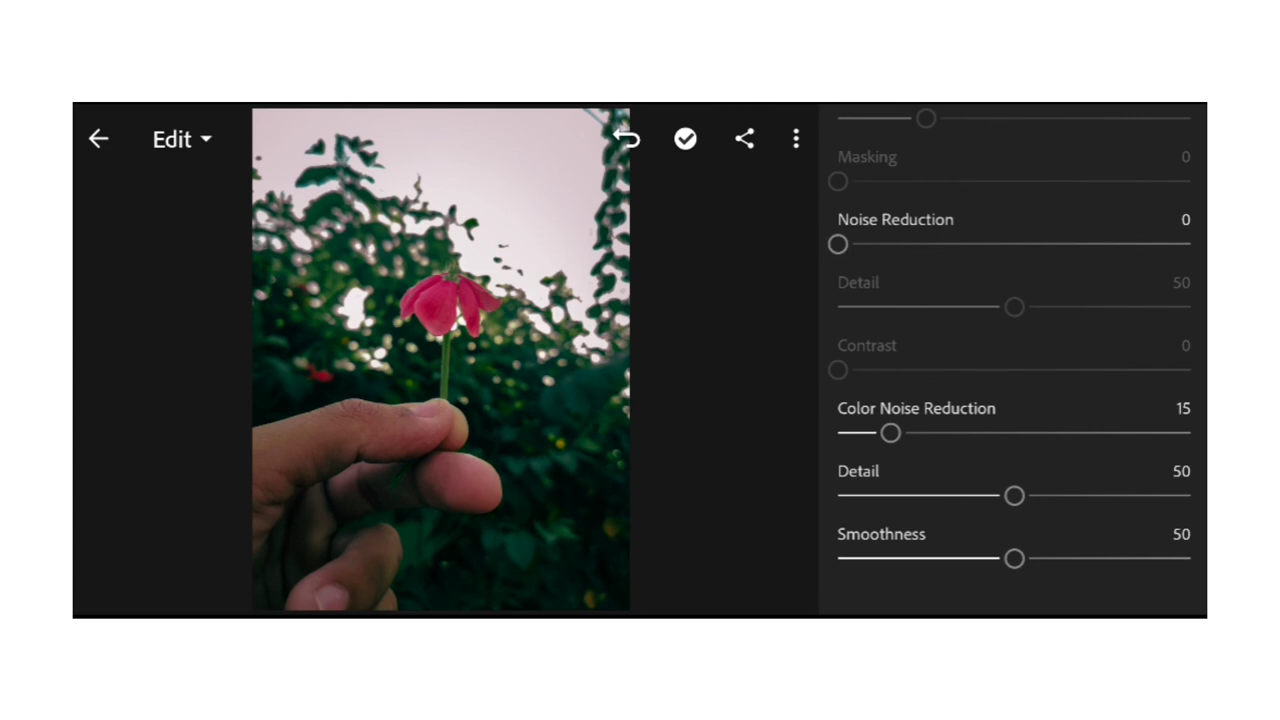 Edit
Masking 0
Noise Reduction 0
Detail 50
Contrast 0
Color Noise Reduction 15
Detail 50
Smoothness 50